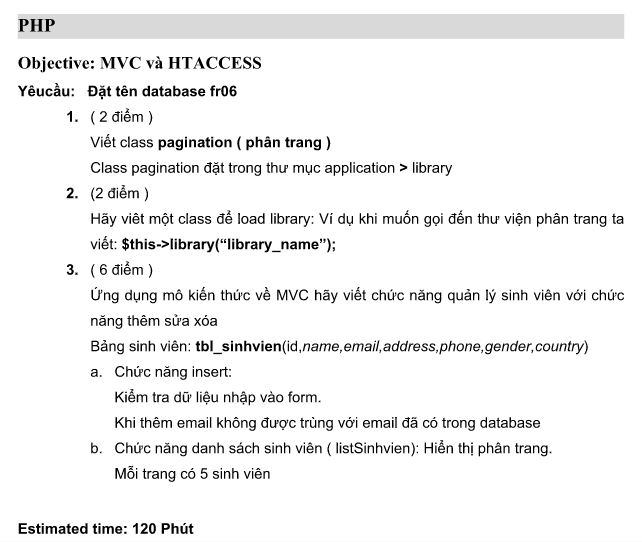 PHP
Objective: MVC và HTACCESS
Yêucầu: Đặt tên database fr06
1. ( 2 điểm )
Viết class pagination ( phân trang )
Class pagination đặt trong thư mục application > library
2. (2 điểm )
Hãy viêt một class để load library: Ví dụ khi muốn gọi đến thư viện phân trang ta
viết: $this->library(“library_name”);
3. ( 6 điểm )
Ứng dụng mô kiến thức về MVC hãy viết chức năng quản lý sinh viên với chức
năng thêm sửa xóa
Bảng sinh viên: tbl_sinhvien(id,name,email,address,phone,gender,country)
a. Chức năng insert:
Kiểm tra dữ liệu nhập vào form.
Khi thêm email không được trùng với email đã có trong database
b. Chức năng danh sách sinh viên ( listSinhvien): Hiển thị phân trang.
Mỗi trang có 5 sinh viên
Estimated time: 120 Phút